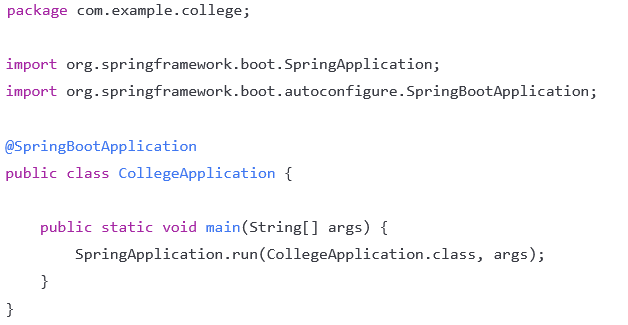 package com.example.college;
import org.springframework.boot.SpringApplication;
import org.springframework.boot.autoconfigure.SpringBootApplication;
@SpringBootApplication
public class CollegeApplication {
public static void main(String[] args) {
SpringApplication.run(CollegeApplication.class, args);
}
}